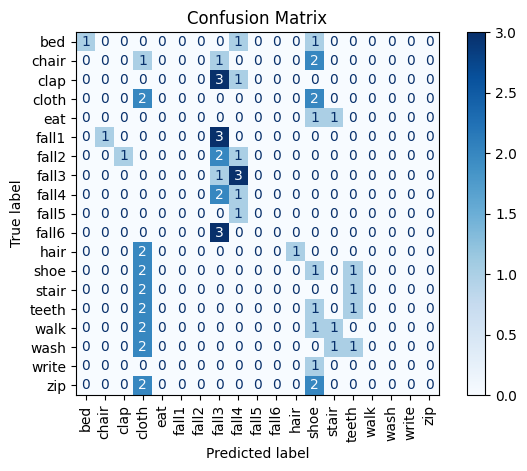 Confusion Matrix
True label
bed 1 0 0 0 0 0 0 0 1 0 0 0 1 0 0 0 0 0 0
chair 0 0 0 1 0 0 0 1 0 0 0 0 2 0 0 0 0 0 0
clap 0 0 0 0 0 0 0 3 1 0 0 0 0 0 0 0 0 0 0
cloth 0 0 0 2 0 0 0 0 0 0 0 0 2 0 0 0 0 0 0
eat 0 0 0 0 0 0 0 0 0 0 0 0 1 1 0 0 0 0 0
fall1 0 1 0 0 0 0 0 3 0 0 0 0 0 0 0 0 0 0 0
fall2 0 0 1 0 0 0 0 2 1 0 0 0 0 0 0 0 0 0 0
fall3 0 0 0 0 0 0 0 1 3 0 0 0 0 0 0 0 0 0 0
fall4 0 0 0 0 0 0 0 2 1 0 0 0 0 0 0 0 0 0 0
fall5 0 0 0 0 0 0 0 0 1 0 0 0 0 0 0 0 0 0 0
fall6 0 0 0 0 0 0 0 3 0 0 0 0 0 0 0 0 0 0 0
hair 0 0 0 2 0 0 0 0 0 0 0 1 0 0 0 0 0 0 0
shoe 0 0 0 2 0 0 0 0 0 0 0 0 1 0 1 0 0 0 0
stair 0 0 0 2 0 0 0 0 0 0 0 0 0 0 1 0 0 0 0
teeth 0 0 0 2 0 0 0 0 0 0 0 0 1 0 1 0 0 0 0
walk 0 0 0 2 0 0 0 0 0 0 0 0 1 1 0 0 0 0 0
wash 0 0 0 2 0 0 0 0 0 0 0 0 0 1 1 0 0 0 0
write 0 0 0 0 0 0 0 0 0 0 0 0 1 0 0 0 0 0 0
zip 0 0 0 2 0 0 0 0 0 0 0 0 2 0 0 0 0 0 0
bed chair clap cloth eat fall1 fall2 fall3 fall4 fall5 fall6 hair shoe stair teeth walk wash write zip
Predicted label
3.0
2.5
2.0
1.5
1.0
0.5
0.0